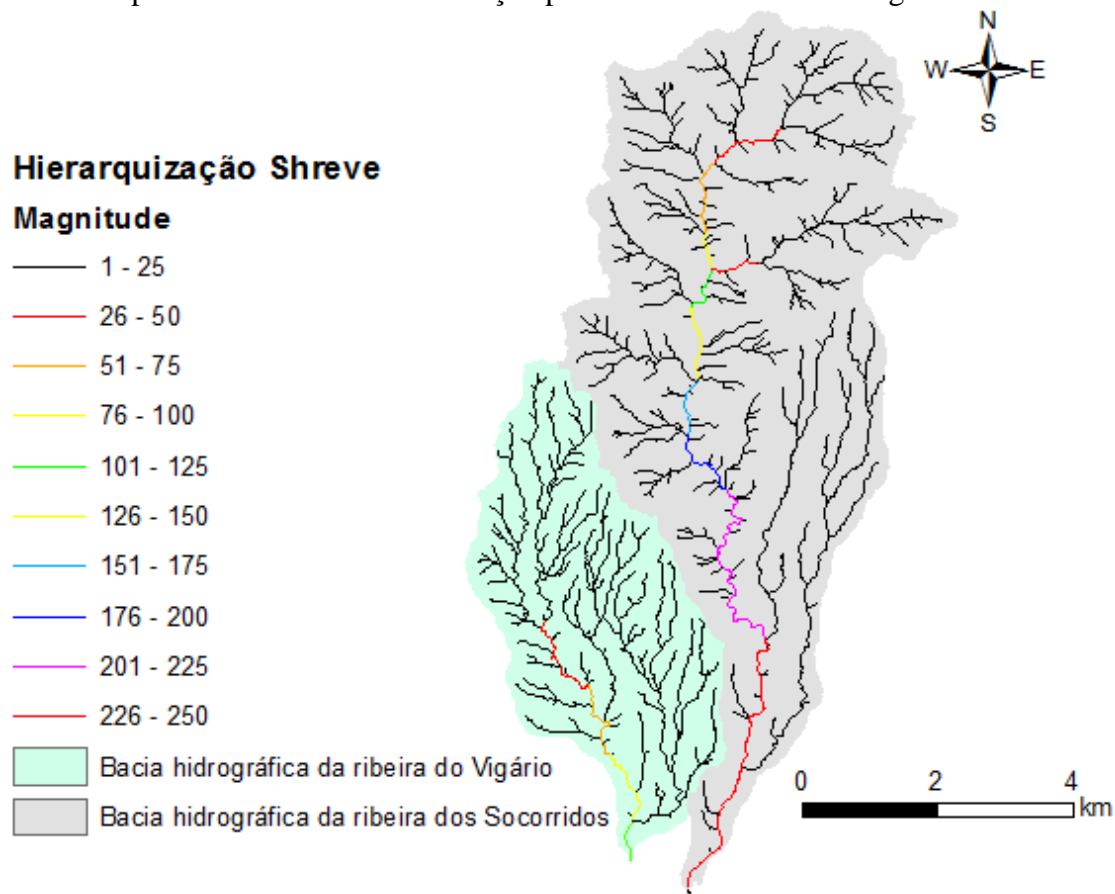 N
W E
S
Hierarquização Shreve
Magnitude
1 - 25
26 - 50
51 - 75
76 - 100
101 - 125
126 - 150
151 - 175
176 - 200
201 - 225
226 - 250
Bacia hidrográfica da ribeira do Vigário
Bacia hidrográfica da ribeira dos Socorridos
0 2 4
km